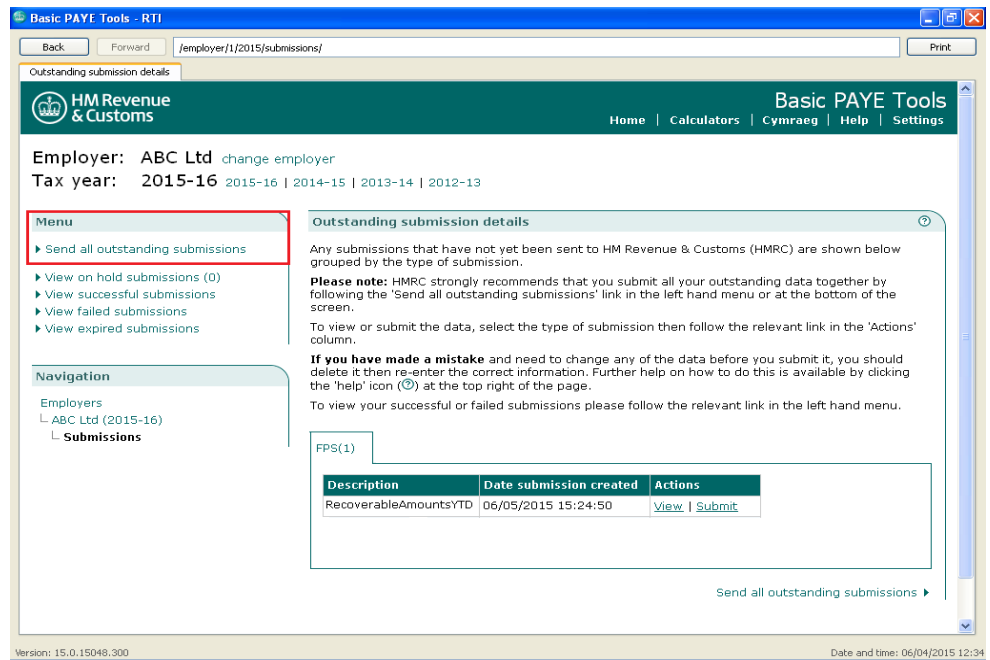 Basic PAYE Tools - RTI
Back Forward /employer/1/2015/submissions/ Print
Outstanding submission details
HM Revenue
& Customs
Basic PAYE Tools
Home | Calculators | Cymraeg | Help | Settings
Employer: ABC Ltd change employer
Tax year: 2015-16 2015-16 | 2014-15 | 2013-14 | 2012-13
Menu
Send all outstanding submissions
View on hold submissions (0)
View successful submissions
View failed submissions
View expired submissions
Navigation
Employers
ABC Ltd (2015-16)
Submissions
Outstanding submission details ?
Any submissions that have not yet been sent to HM Revenue & Customs (HMRC) are shown below
grouped by the type of submission.
Please note: HMRC strongly recommends that you submit all your outstanding data together by
following the 'Send all outstanding submissions' link in the left hand menu or at the bottom of the
screen.
To view or submit the data, select the type of submission then follow the relevant link in the 'Actions'
column.
If you have made a mistake and need to change any of the data before you submit it, you should
delete it then re-enter the correct information. Further help on how to do this is available by clicking
the 'help' icon (?) at the top right of the page.
To view your successful or failed submissions please follow the relevant link in the left hand menu.
FPS(1)
Description Date submission created Actions
RecoverableAmountsYTD 06/05/2015 15:24:50 View | Submit
Send all outstanding submissions
Version: 15.0.15048.300 Date and time: 06/04/2015 12:34